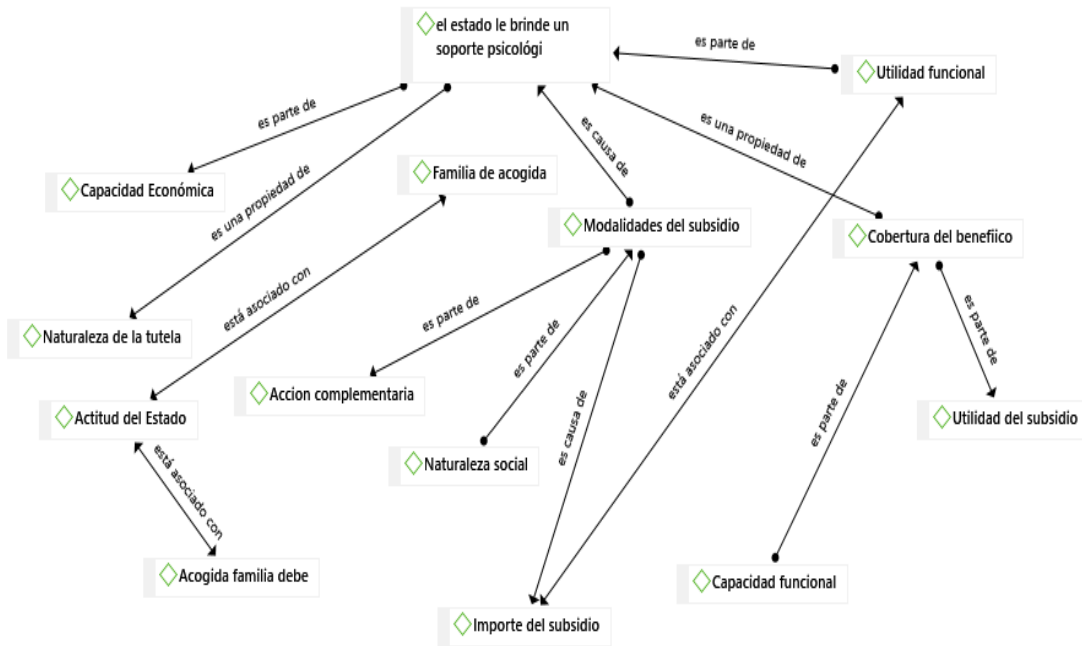 el estado le brinde un
soporte psicológi
es parte de
Utilidad funcional
es parte de
es causa de
es una propiedad de
Familia de acogida
Capacidad Económica
es una propiedad de
Modalidades del subsidio
Cobertura del benefiico
está asociado con
es parte de
es parte de
está asociado con
es parte de
Naturaleza de la tutela
Accion complementaria
es causa de
es parte de
Actitud del Estado
Utilidad del subsidio
está asociado con
Naturaleza social
Acogida familia debe
Capacidad funcional
Importe del subsidio